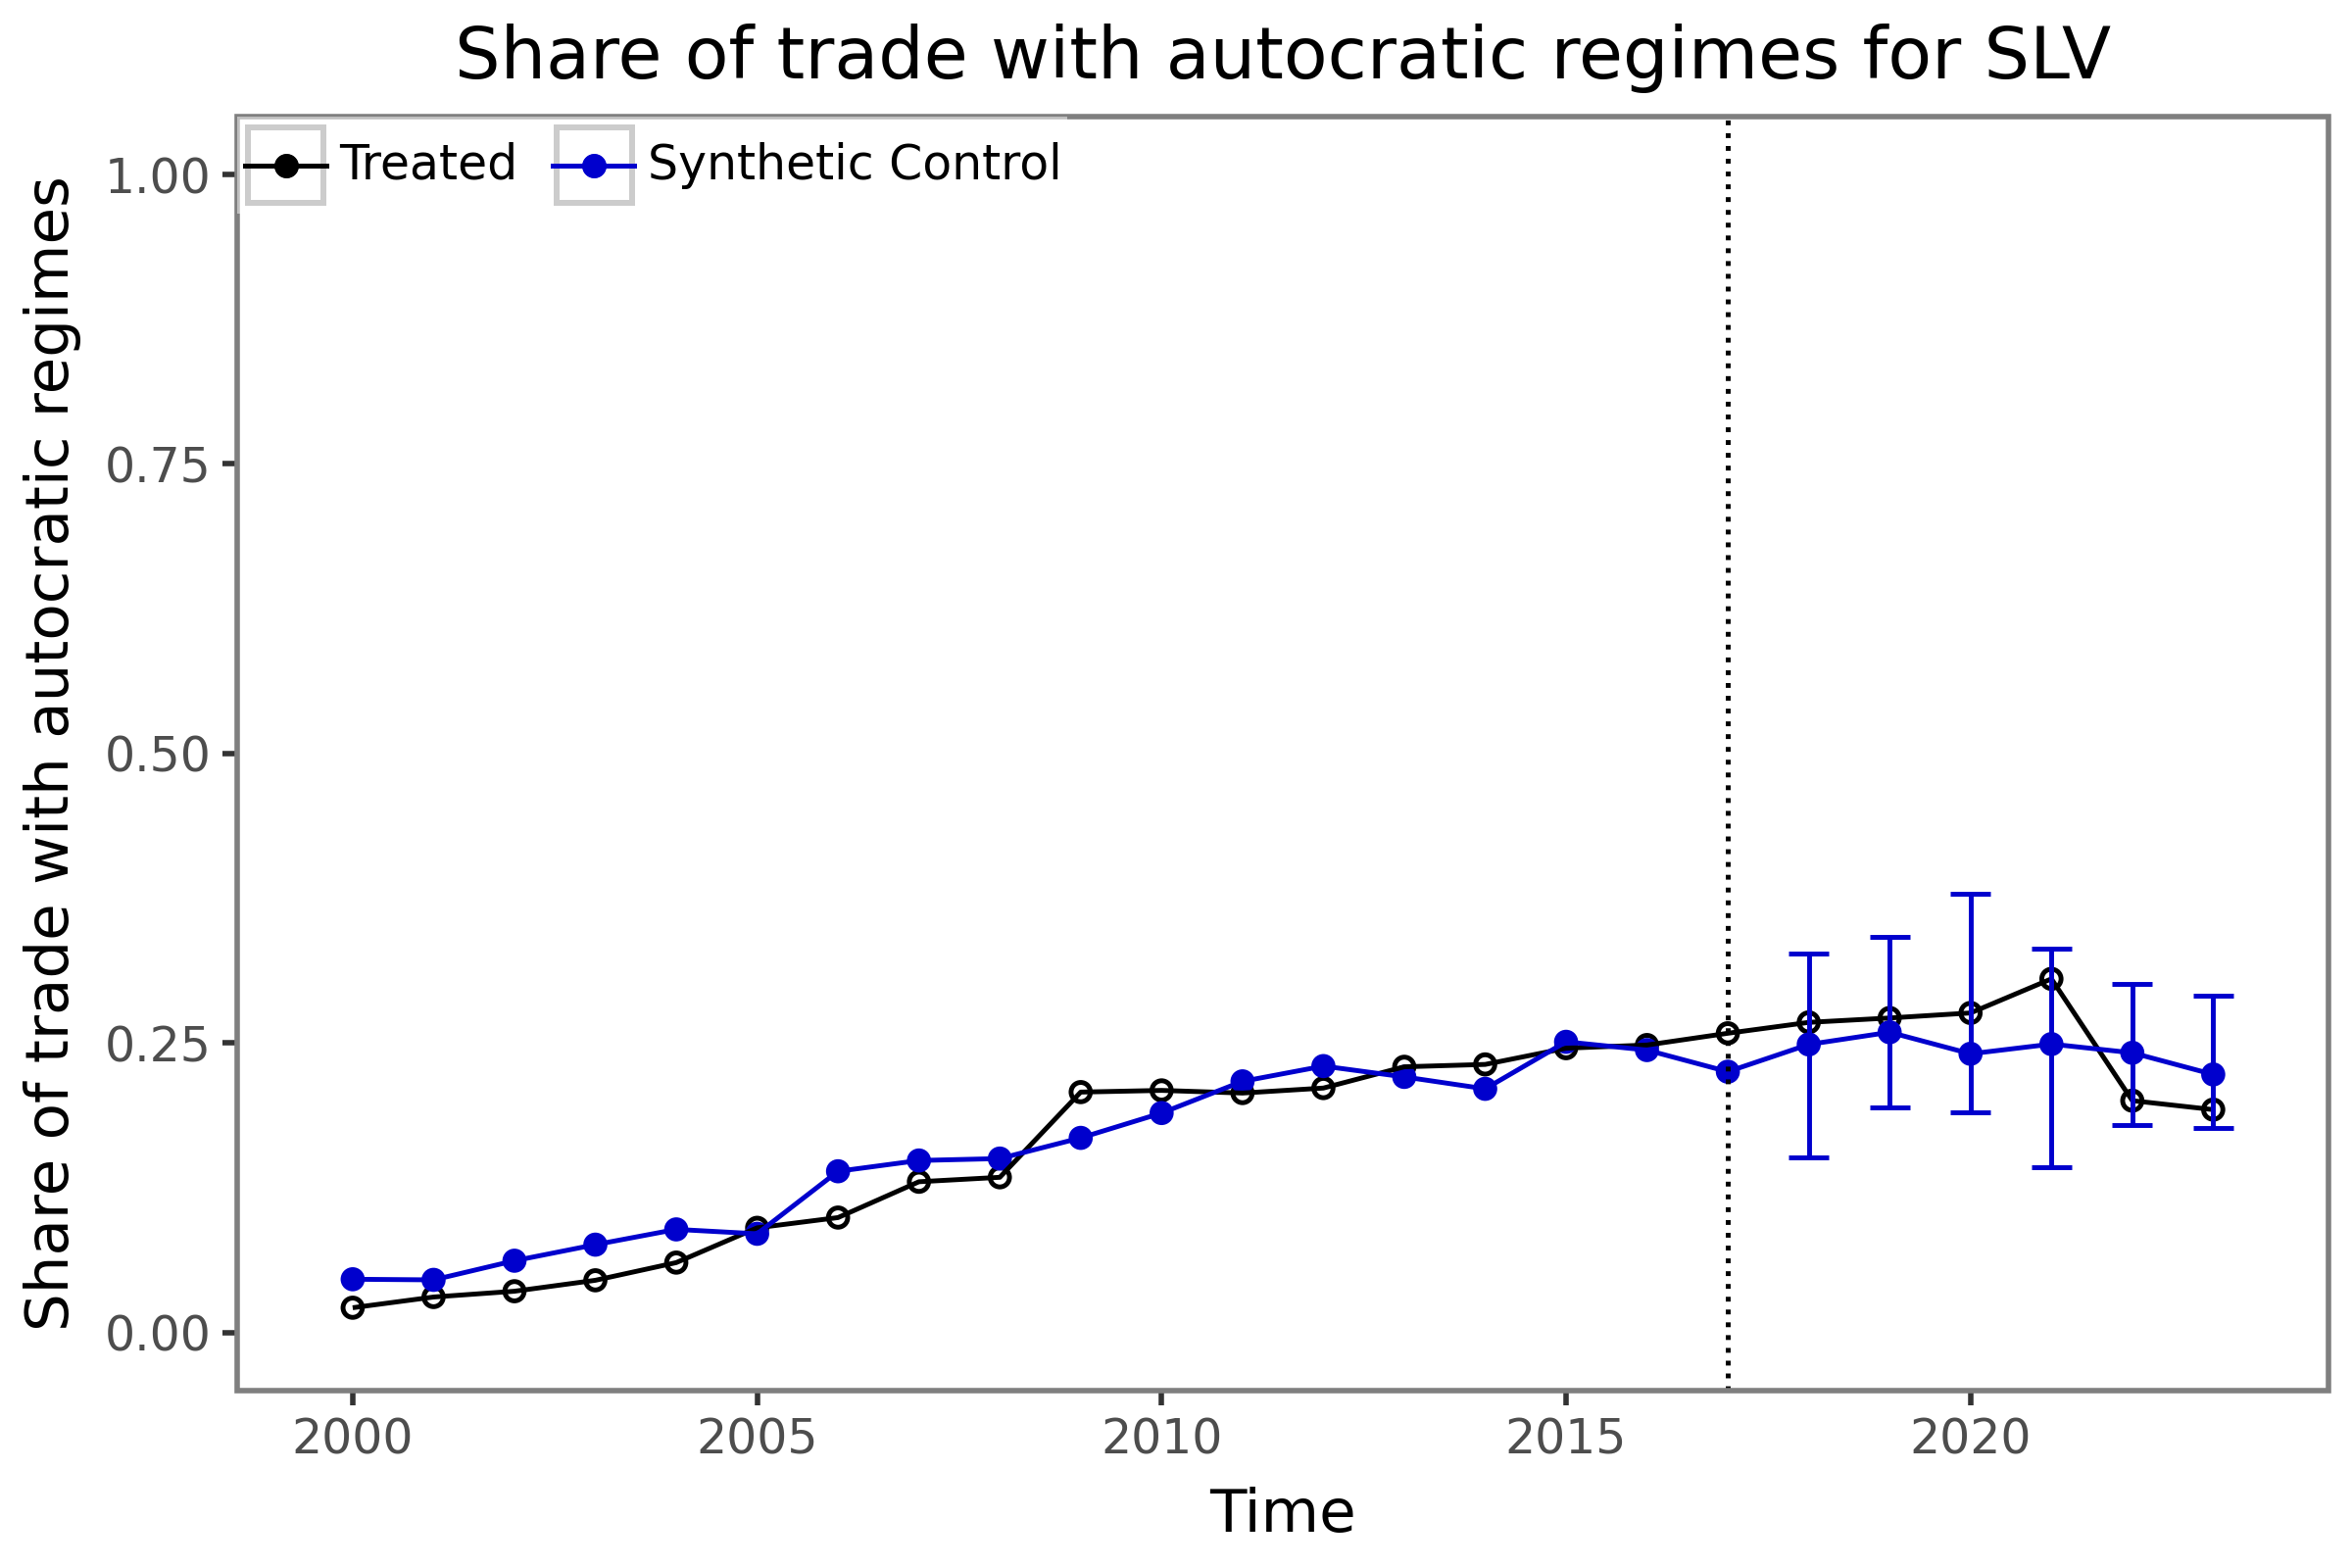 Share of trade with autocratic regimes for SLV
Treated
Synthetic Control
Share of trade with autocratic regimes
1.00
0.75
0.50
0.25
0.00
2000
2005
2010
2015
2020
Time